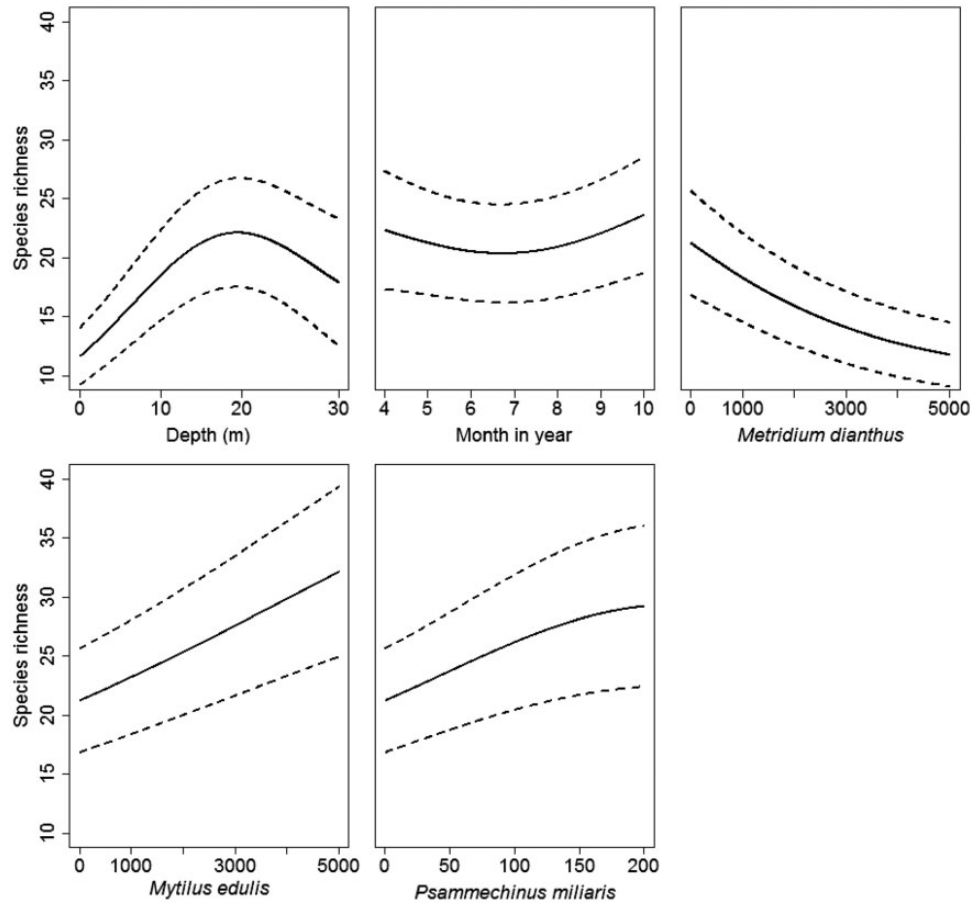 Species richness
40
35
30
25
20
15
10
0 10 20 30
Depth (m)
4 5 6 7 8 9 10
Month in year
0 1000 3000 5000
Metridium dianthus
Species richness
40
35
30
25
20
15
10
0 1000 3000 5000
Mytilus edulis
0 50 100 150 200
Psammechinus miliaris